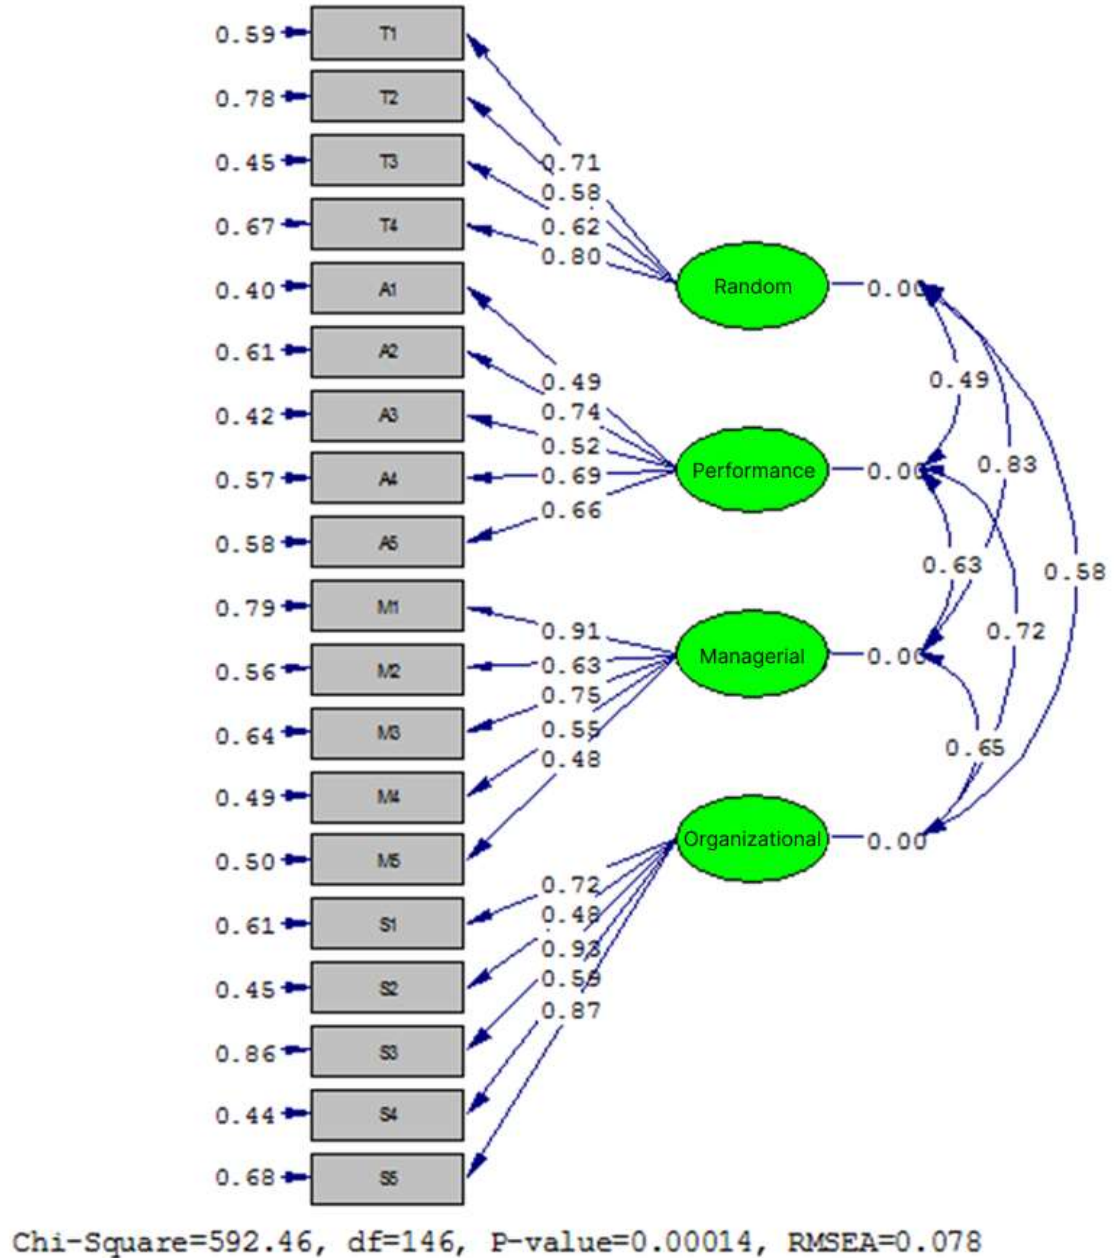 0.59 T1
0.78 T2
0.45 T3
0.71
0.58
0.67 T4
0.62
0.80
0.40 A1
Random 0.00
0.61 A2
0.49
0.49
0.42 A3
0.74
0.52
0.57 A4
0.69
Performance 0.00
0.83
0.66
0.58 A5
0.63
0.58
0.79 M1
0.91
0.72
0.56 M2
0.63
Managerial 0.00
0.75
0.64 M3
0.55
0.48
0.65
0.49 M4
0.50 M5
Organizational 0.00
0.72
0.61 S1
0.48
0.93
0.45 S2
0.59
0.87
0.86 S3
0.44 S4
0.68 S5
Chi-Square=592.46, df=146, P-value=0.00014, RMSEA=0.078